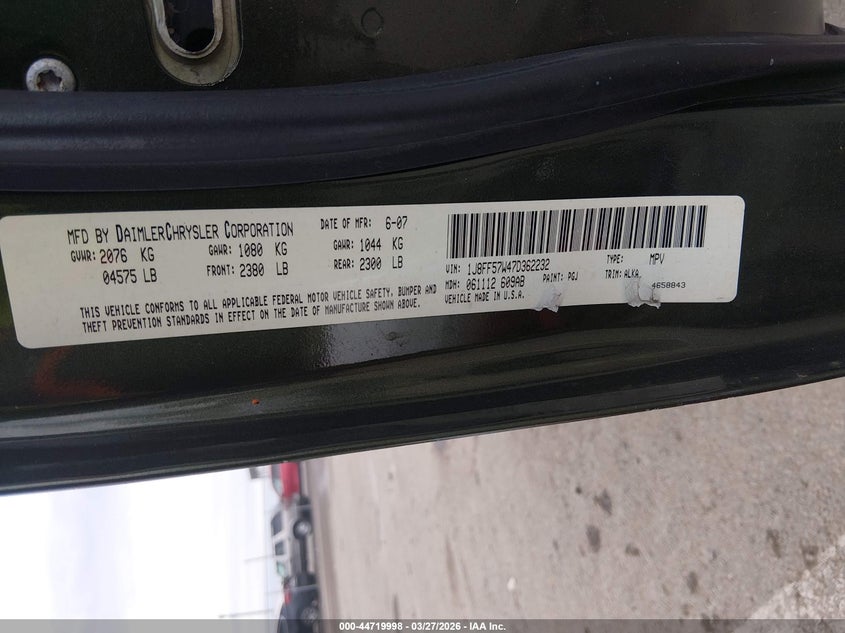 MFD BY DAIMLERCHRYSLER CORPORATION DATE OF MFR: 6-07
GVWR: 2076 KG GAWR: 1080 KG GAWR: 1044 KG
04575 LB FRONT: 2380 LB REAR: 2300 LB
THIS VEHICLE CONFORMS TO ALL APPLICABLE FEDERAL MOTOR VEHICLE SAFETY, BUMPER AND
THEFT PREVENTION STANDARDS IN EFFECT ON THE DATE OF MANUFACTURE SHOWN ABOVE.
VIN: 1J8FF57W47D362232 TYPE: MPV
MDH: 061112 609AB PAINT: PGJ TRIM: ALKA
VEHICLE MADE IN U.S.A. 4658843
000-44719998 - 03/27/2026 - IAA Inc.